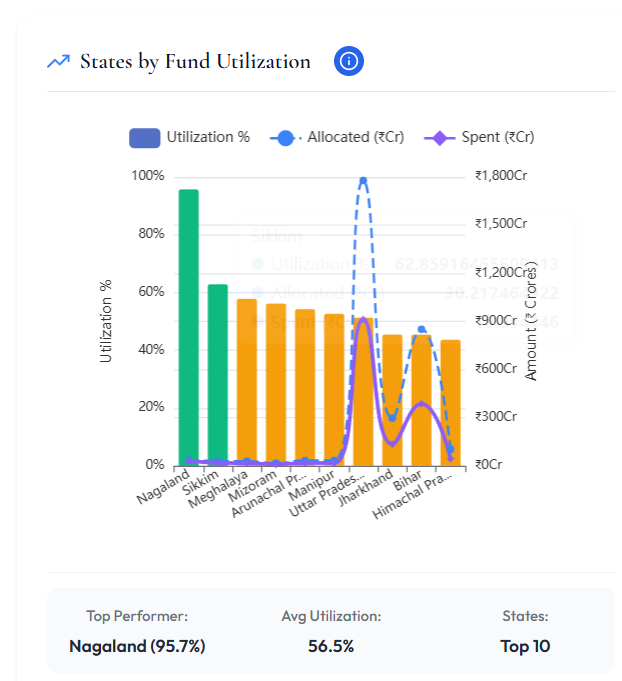 States by Fund Utilization
Utilization % Allocated (₹Cr) Spent (₹Cr)
100% ₹1,800Cr
80% ₹1,500Cr
60% ₹1,200Cr
40% ₹900Cr
20% ₹600Cr
0% ₹300Cr
₹0Cr
Utilization %
Amount (₹ Crores)
Sikkim
Utilization
Allocated
Nagaland
Sikkim
Meghalaya
Mizoram
Arunachal Pr...
Manipur
Uttar Prades...
Jharkhand
Bihar
Himachal Pra...
Top Performer: Avg Utilization: States:
Nagaland (95.7%) 56.5% Top 10